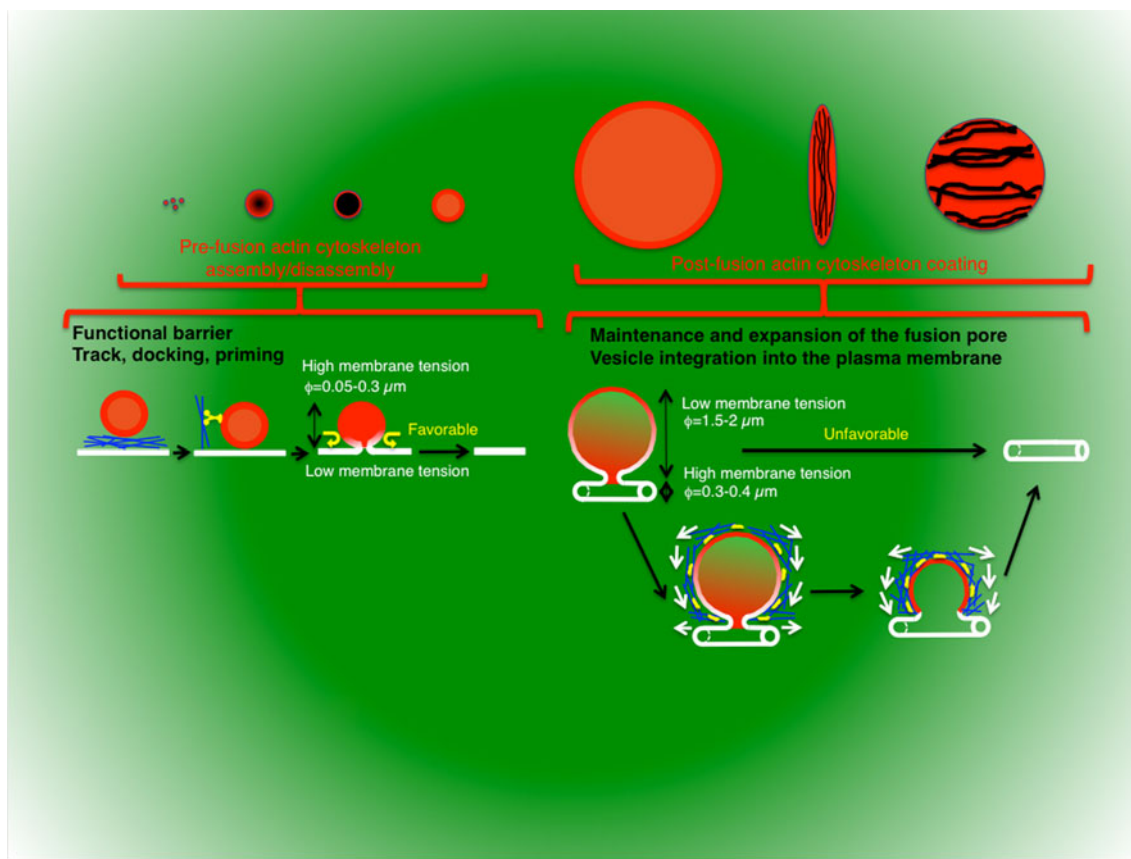 Pre-fusion actin cytoskeleton
assembly/disassembly
Post-fusion actin cytoskeleton coating
Functional barrier
Track, docking, priming
High membrane tension
ϕ=0.05-0.3 µm
Favorable
Low membrane tension
Maintenance and expansion of the fusion pore
Vesicle integration into the plasma membrane
Low membrane tension
ϕ=1.5-2 µm
Unfavorable
High membrane tension
ϕ=0.3-0.4 µm